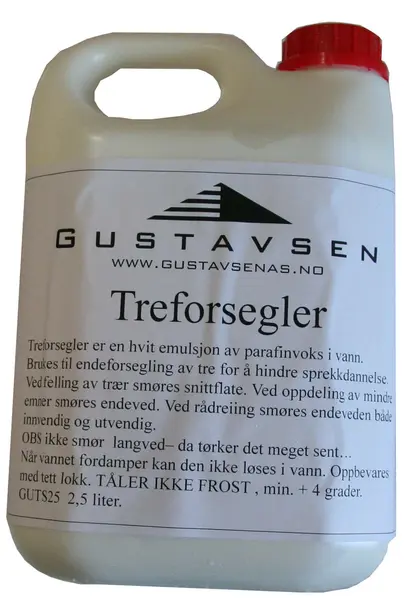 GUSTAVSEN
WWW.GUSTAVSENAS.NO
Treforsegler
Treforsegler er en hvit emulsjon av parafinvoks i vann.
Brukes til endeforsegling av tre for å hindre sprekkdannelse.
Ved felling av trær smøres snittflate. Ved oppdeling av mindre
emner smøres endeved. Ved rådreiing smøres endeveden både
innvendig og utvendig.
OBS ikke smør langved– da tørker det meget sent...
Når vannet fordamper kan den ikke løses i vann. Oppbevares
med tett lokk. TÅLER IKKE FROST , min. + 4 grader.
GUTS25 2,5 liter.